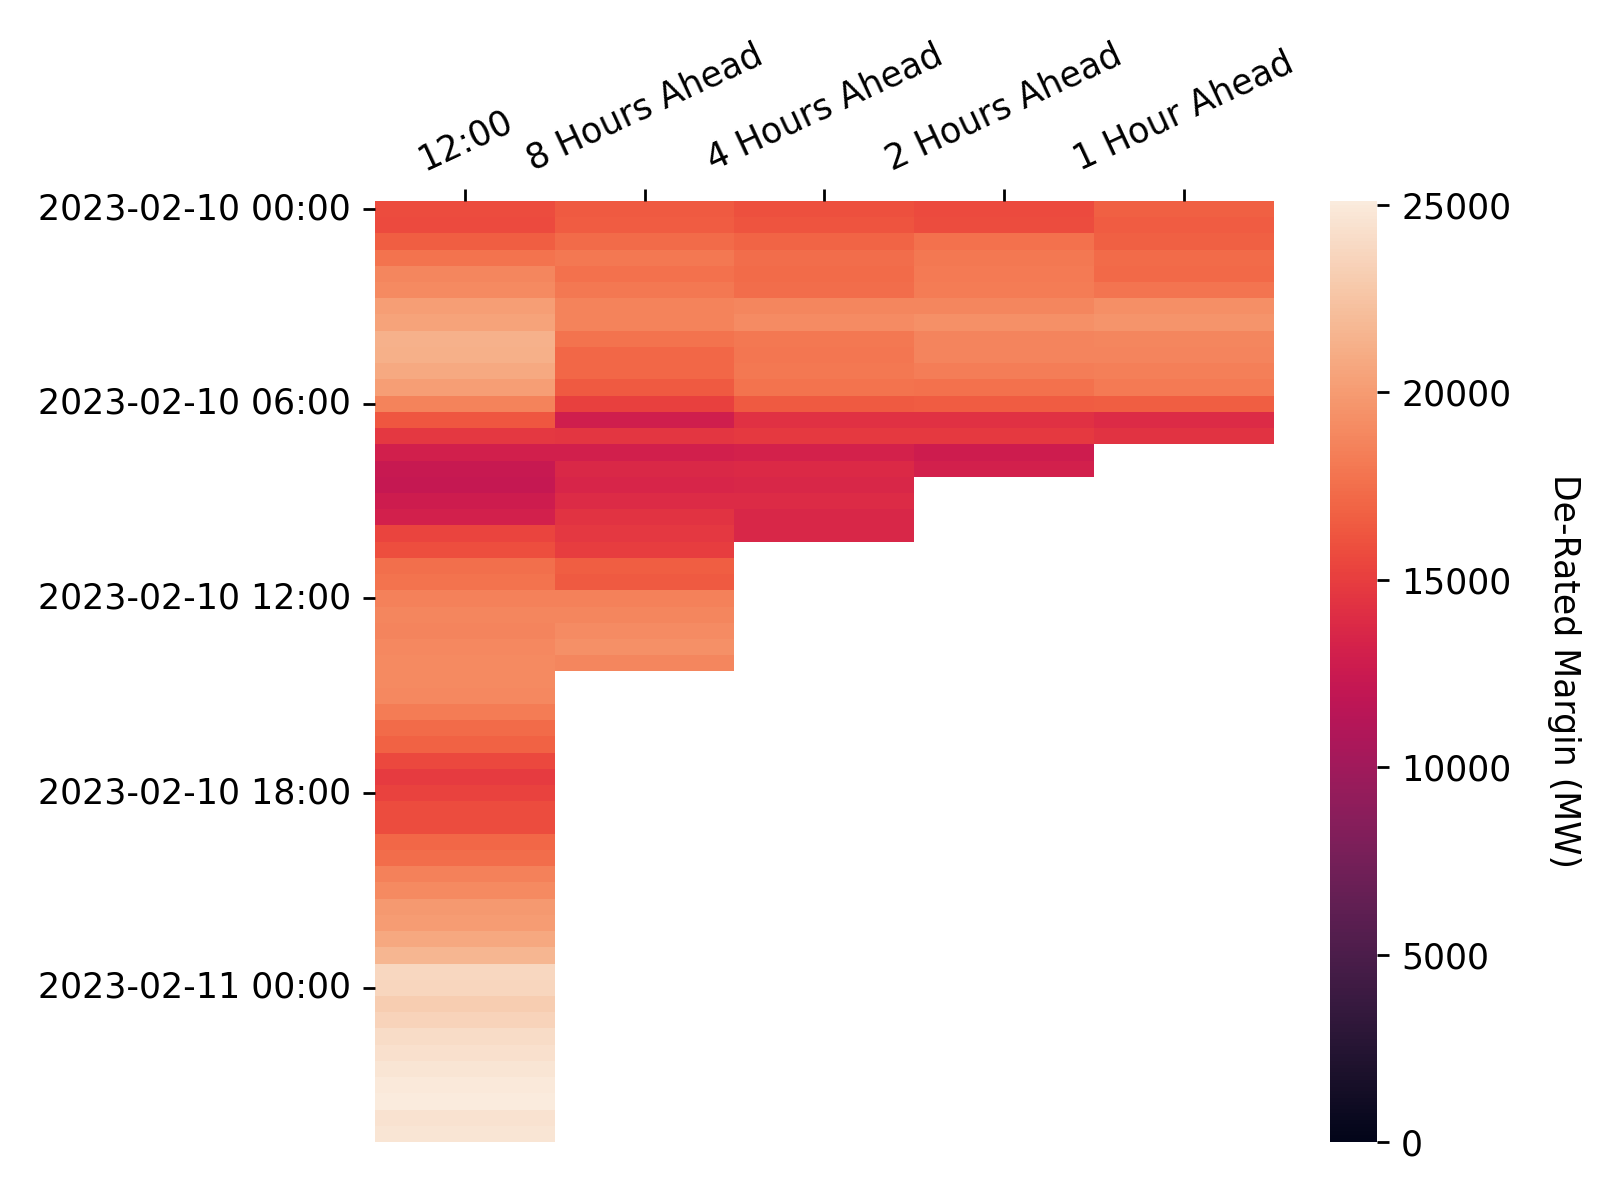 12:00
8 Hours Ahead
4 Hours Ahead
2 Hours Ahead
1 Hour Ahead
2023-02-10 00:00
2023-02-10 06:00
2023-02-10 12:00
2023-02-10 18:00
2023-02-11 00:00
25000
20000
15000
10000
5000
0
De-Rated Margin (MW)